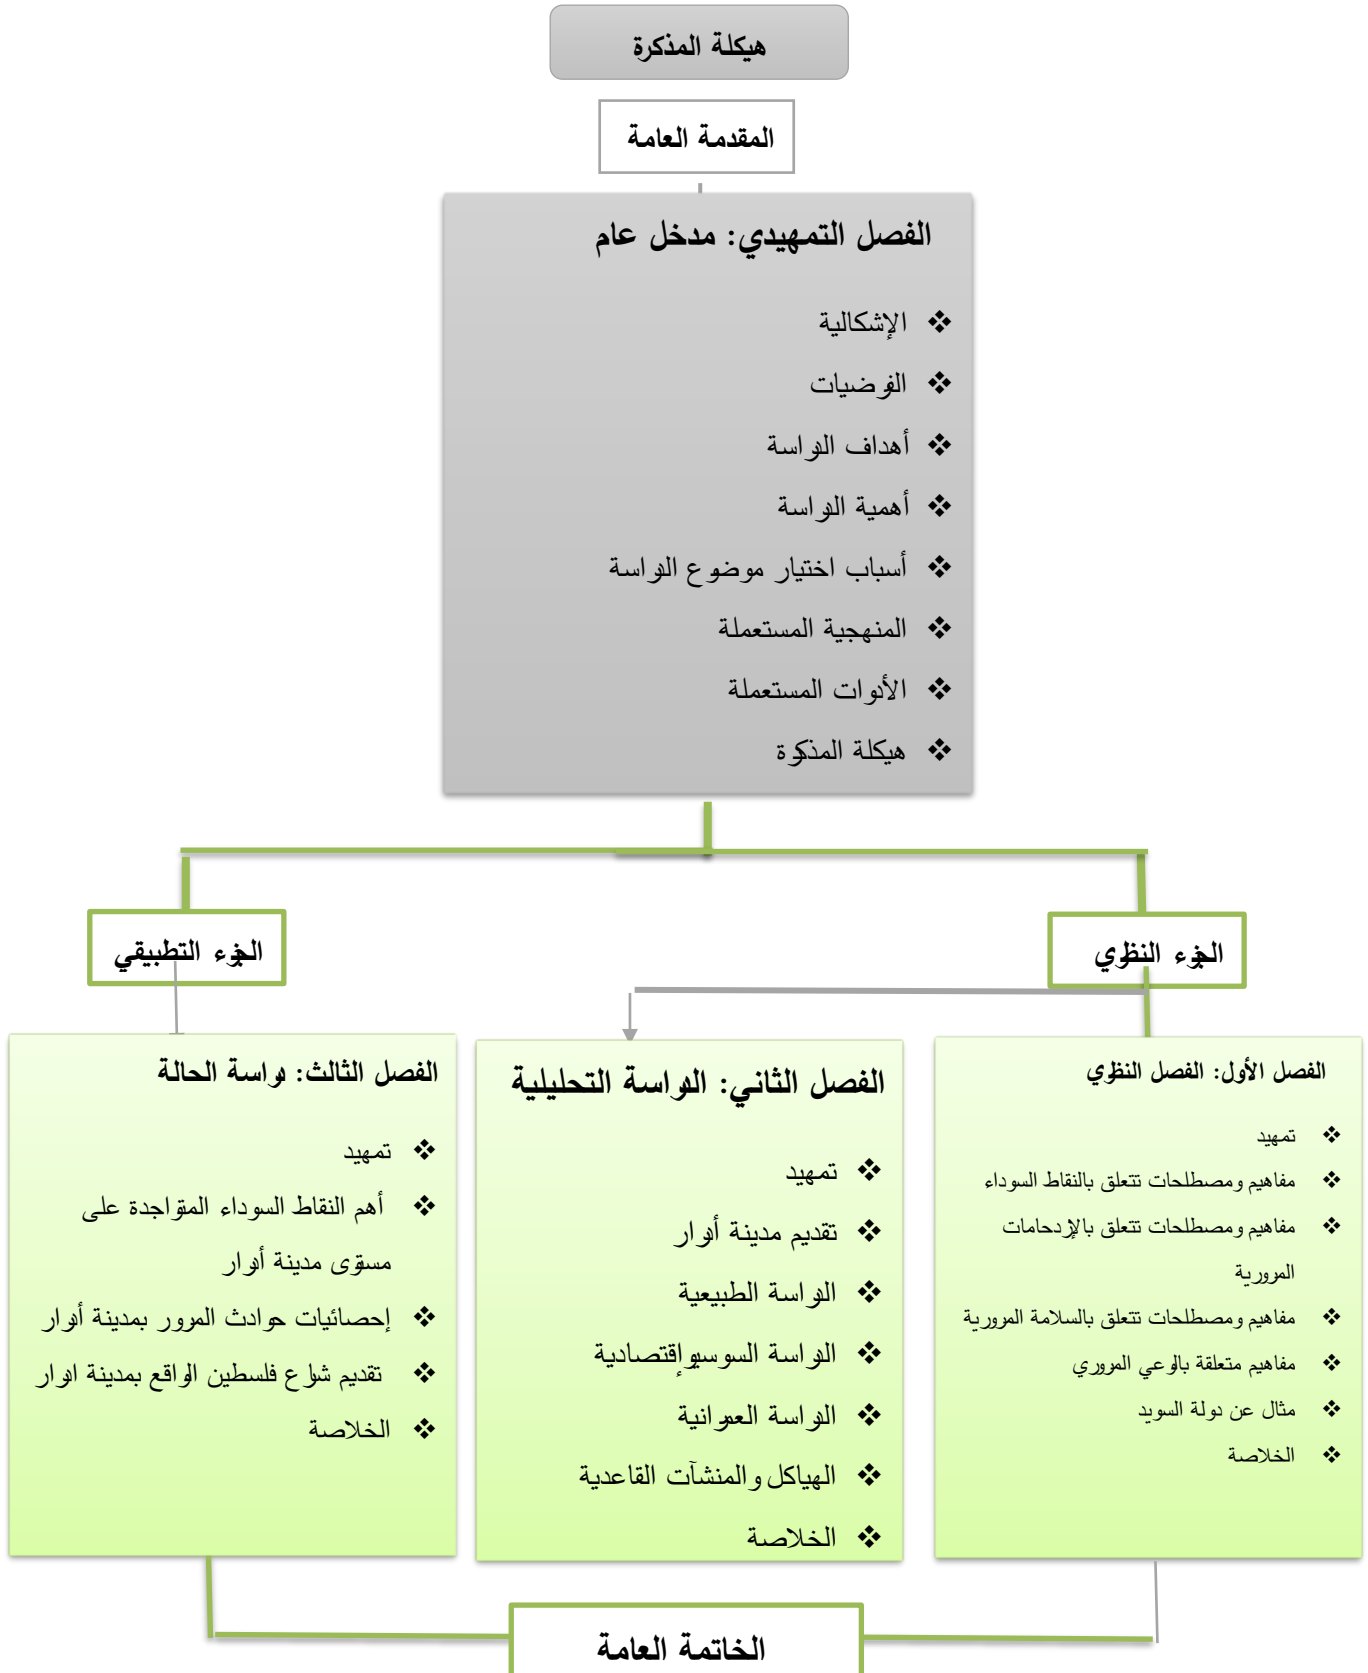 هيكلة المذكرة
المقدمة العامة
الفصل التمهيدي: مدخل عام
❖ الإشكالية
❖ الفرضيات
❖ أهداف الدراسة
❖ أهمية الدراسة
❖ أسباب اختيار موضوع الدراسة
❖ المنهجية المستعملة
❖ الأدوات المستعملة
❖ هيكلة المذكرة
الجزء النظري
الجزء التطبيقي
الفصل الأول: الفصل النظري
❖ تمهيد
❖ مفاهيم ومصطلحات تتعلق بالنقاط السوداء
❖ مفاهيم ومصطلحات تتعلق بالإزدحامات
المرورية
❖ مفاهيم ومصطلحات تتعلق بالسلامة المرورية
❖ مفاهيم متعلقة بالوعي المروري
❖ مثال عن دولة السويد
❖ الخلاصة
الفصل الثاني: الدراسة التحليلية
❖ تمهيد
❖ تقديم مدينة أدرار
❖ الدراسة الطبيعية
❖ الدراسة السوسيوإقتصادية
❖ الدراسة العمرانية
❖ الهياكل والمنشآت القاعدية
❖ الخلاصة
الفصل الثالث: دراسة الحالة
❖ تمهيد
❖ أهم النقاط السوداء المتواجدة على
مستوى مدينة أدرار
❖ إحصائيات حوادث المرور بمدينة أدرار
❖ تقديم شارع فلسطين الواقع بمدينة ادرار
❖ الخلاصة
الخاتمة العامة